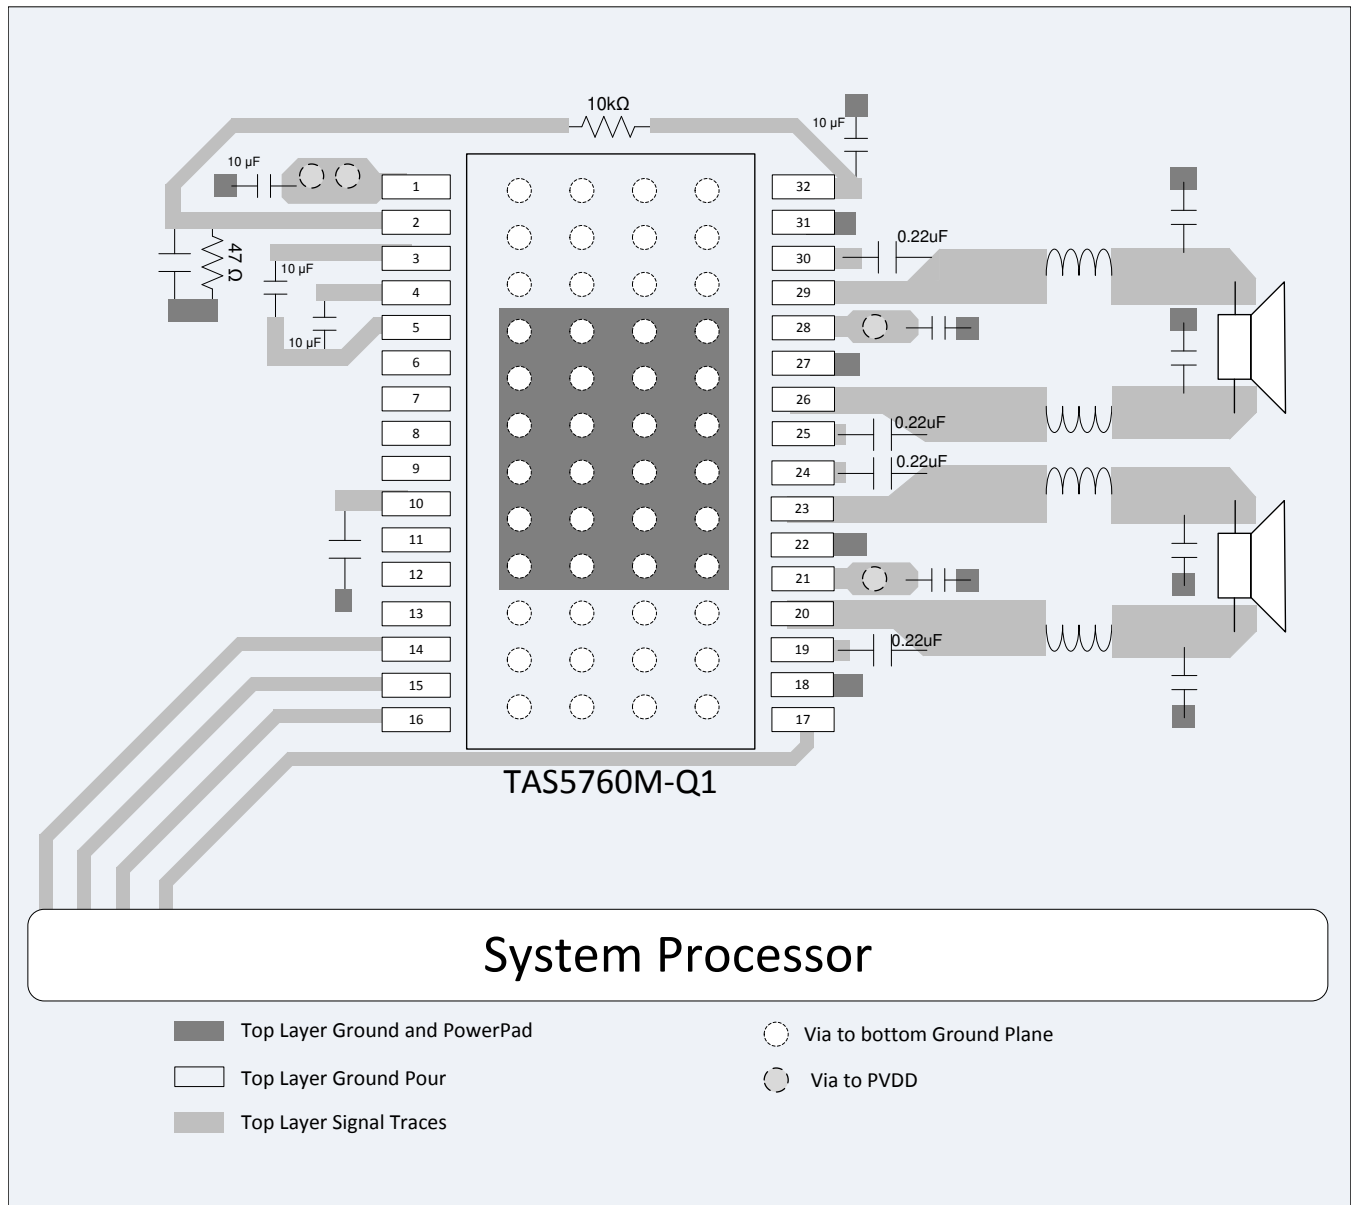 10kΩ
10 µF
10 µF
1
32
2
31
47 Ω
3
30
0.22uF
10 µF
4
29
5
28
10 µF
6
27
7
26
8
25
0.22uF
9
24
0.22uF
10
23
11
22
12
21
13
20
14
19
0.22uF
15
18
16
17
TAS5760M-Q1
System Processor
Top Layer Ground and PowerPad
Via to bottom Ground Plane
Top Layer Ground Pour
Via to PVDD
Top Layer Signal Traces